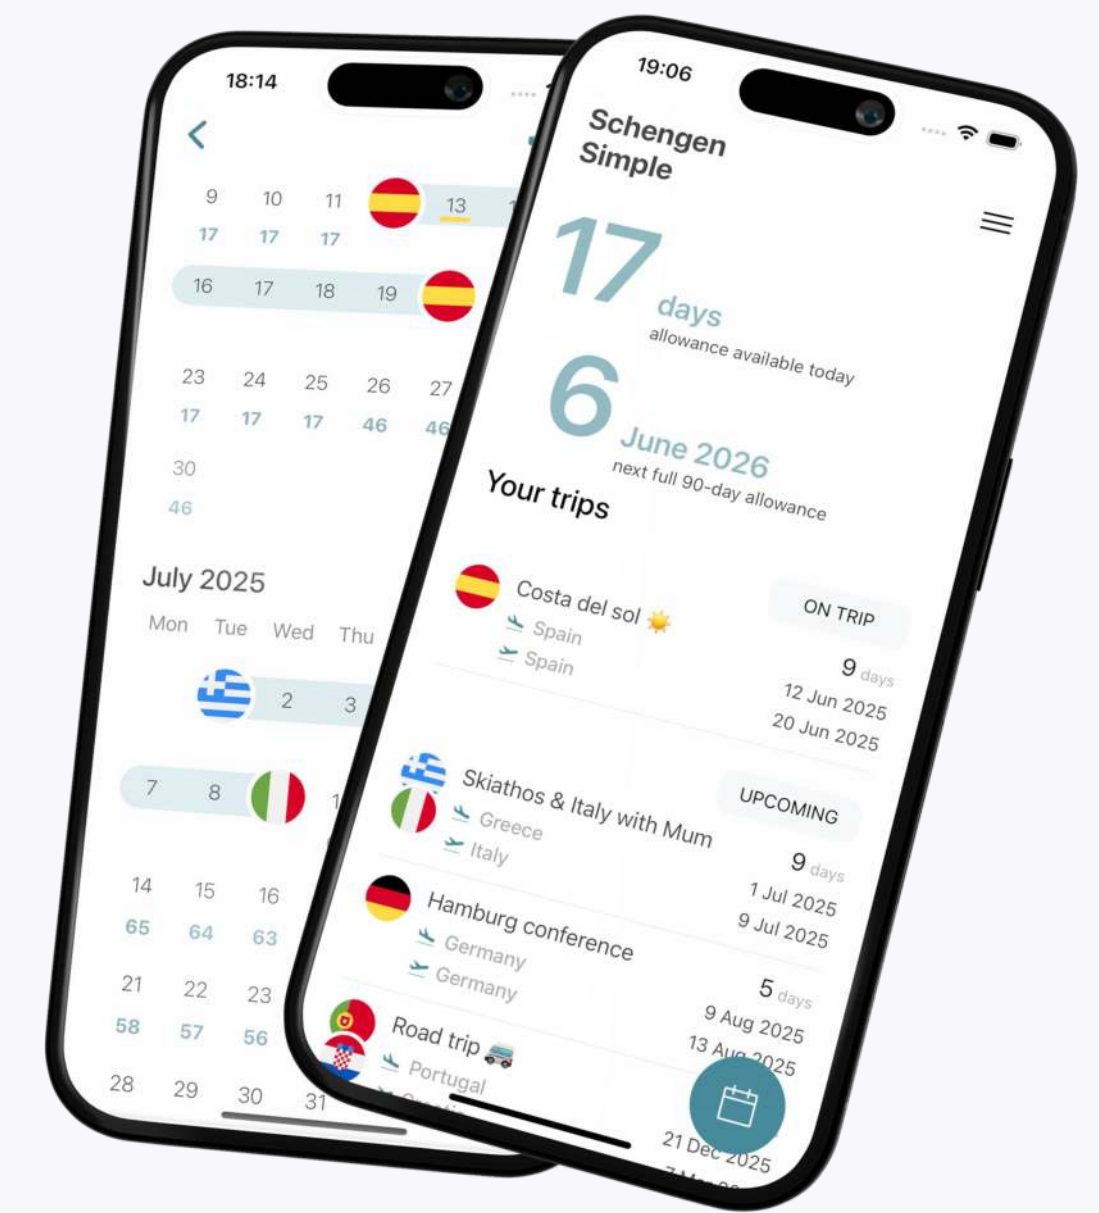 18:14
9 10 11 13
17 17 17
16 17 18 19
23 24 25 26 27
17 17 17 46 46
30
46
July 2025
Mon Tue Wed Thu
2 3
7 8
14 15 16
65 64 63
21 22 23
58 57 56
28 29 30 31
19:06
Schengen
Simple
17 days
allowance available today
6 June 2026
next full 90-day allowance
Your trips
ON TRIP
Costa del sol ☀️
9 days
Spain
12 Jun 2025
Spain
20 Jun 2025
UPCOMING
Skiathos & Italy with Mum
9 days
Greece
1 Jul 2025
Italy
9 Jul 2025
Hamburg conference
5 days
Germany
9 Aug 2025
Germany
13 Aug 2025
Road trip 🚐
Portugal
21 Dec 2025